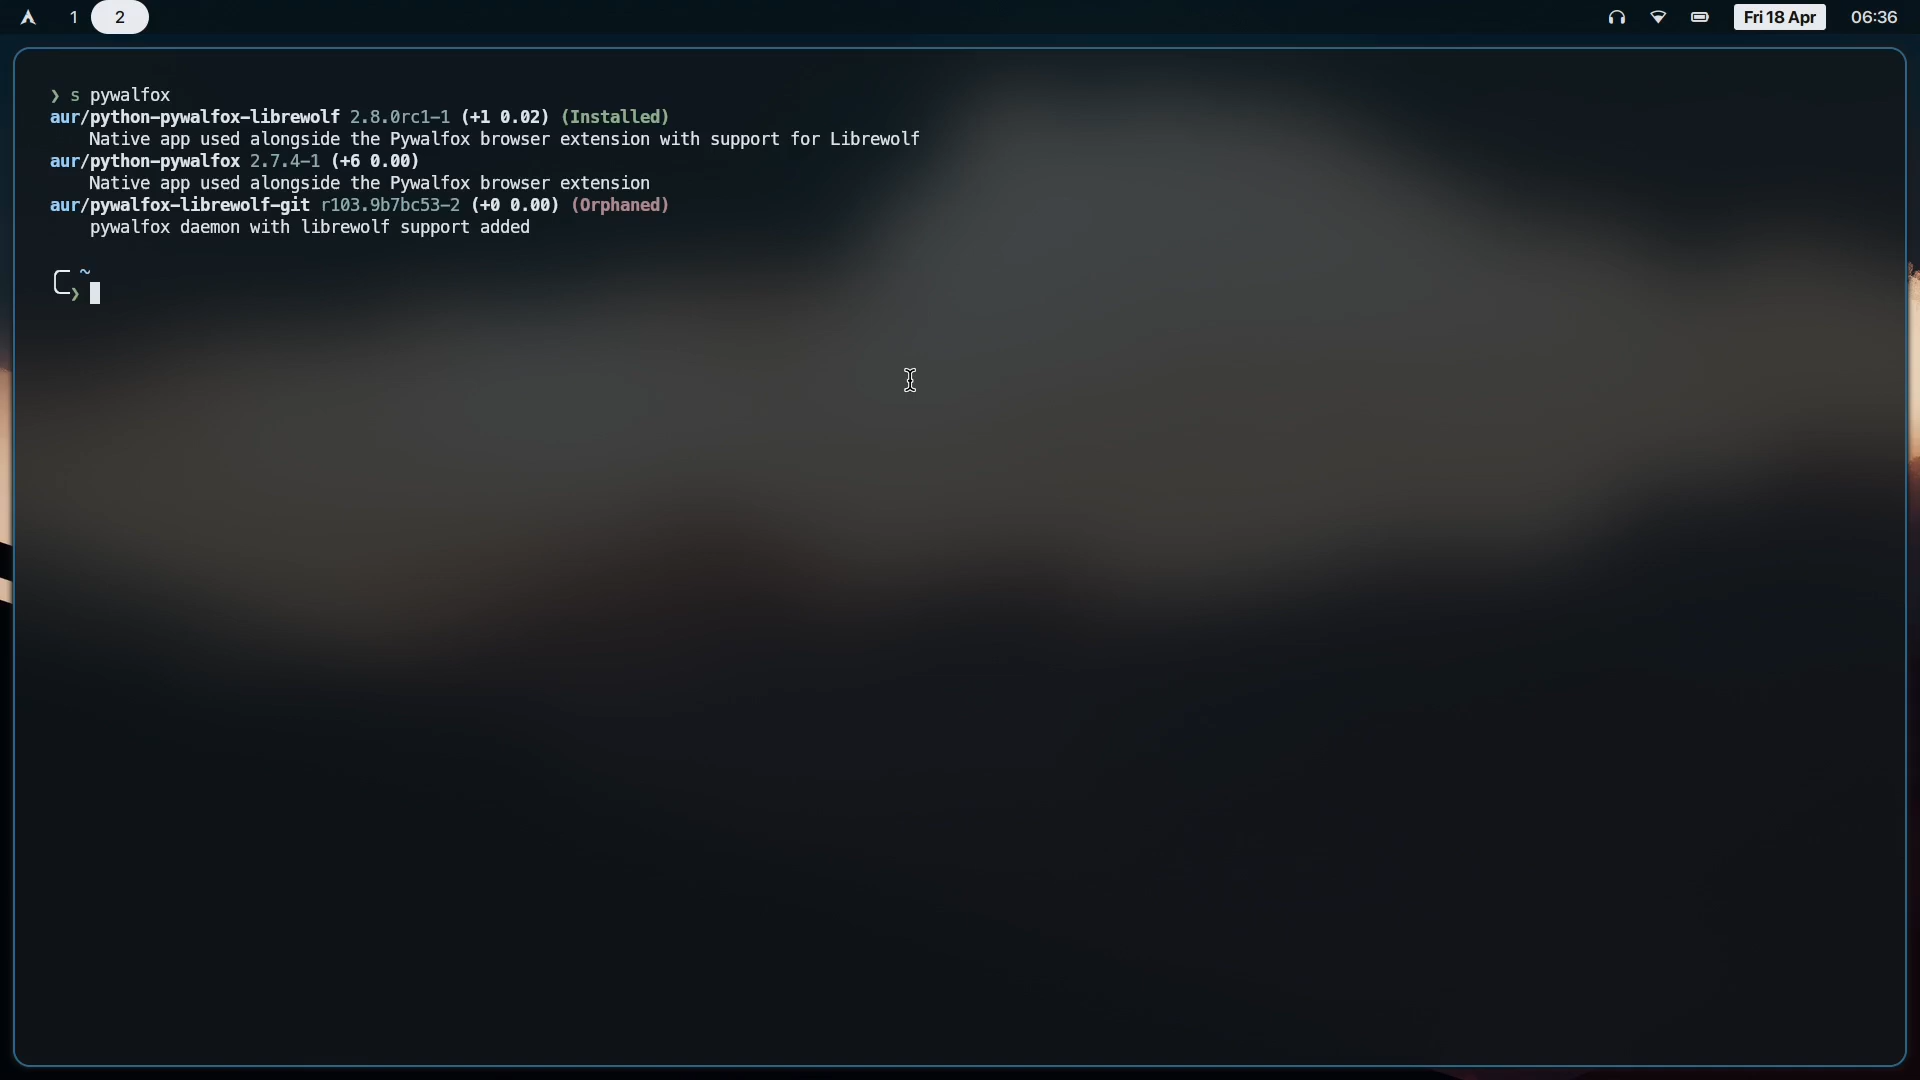 1 2 Fri 18 Apr 06:36
❯ s pywalfox
aur/python-pywalfox-librewolf 2.8.0rc1-1 (+1 0.02) (Installed)
Native app used alongside the Pywalfox browser extension with support for Librewolf
aur/python-pywalfox 2.7.4-1 (+6 0.00)
Native app used alongside the Pywalfox browser extension
aur/pywalfox-librewolf-git r103.9b7bc53-2 (+0 0.00) (Orphaned)
pywalfox daemon with librewolf support added
~
❯